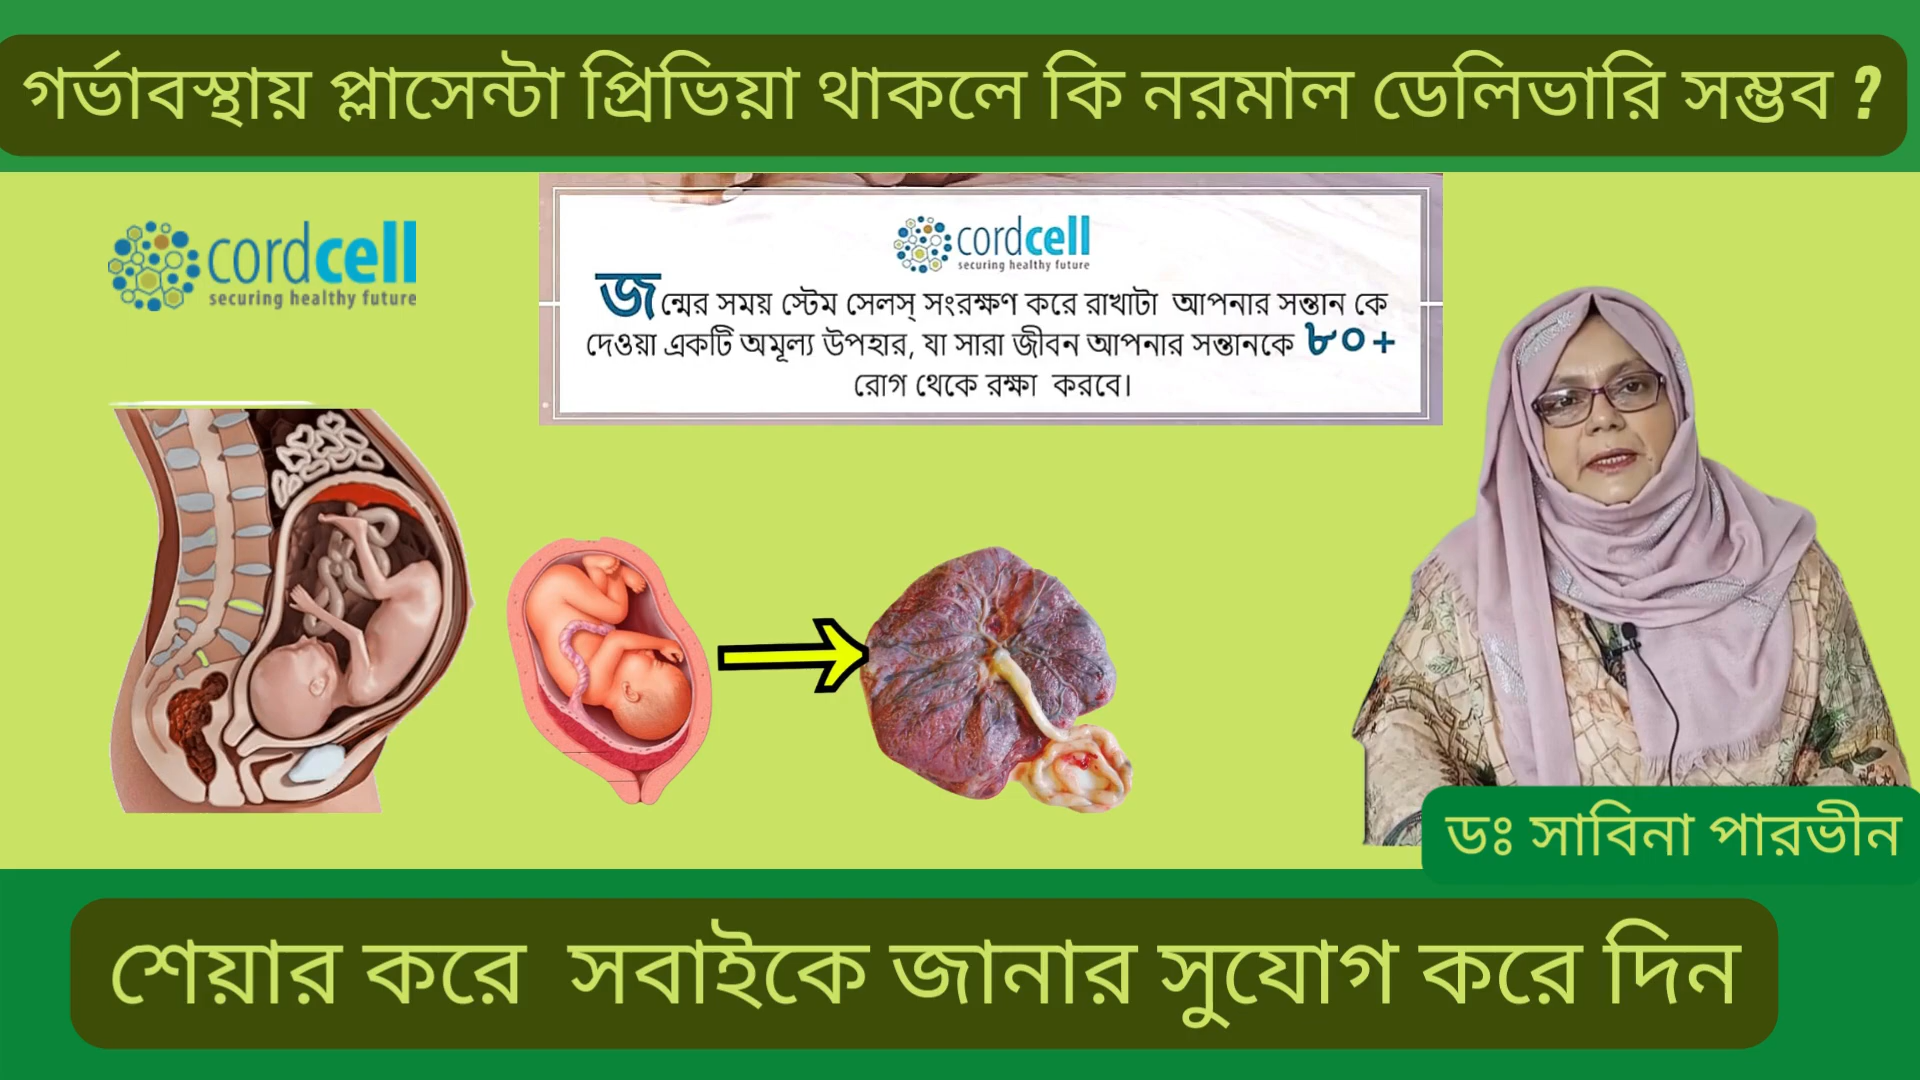 গর্ভাবস্থায় প্লাসেন্টা প্রিভিয়া থাকলে কি নরমাল ডেলিভারি সম্ভব ?
cordcell
securing healthy future
cordcell
securing healthy future
জন্মের সময় স্টেম সেলস্ সংরক্ষণ করে রাখাটা আপনার সন্তান কে
দেওয়া একটি অমূল্য উপহার, যা সারা জীবন আপনার সন্তানকে ৮০+
রোগ থেকে রক্ষা করবে।
ডঃ সাবিনা পারভীন
শেয়ার করে সবাইকে জানার সুযোগ করে দিন